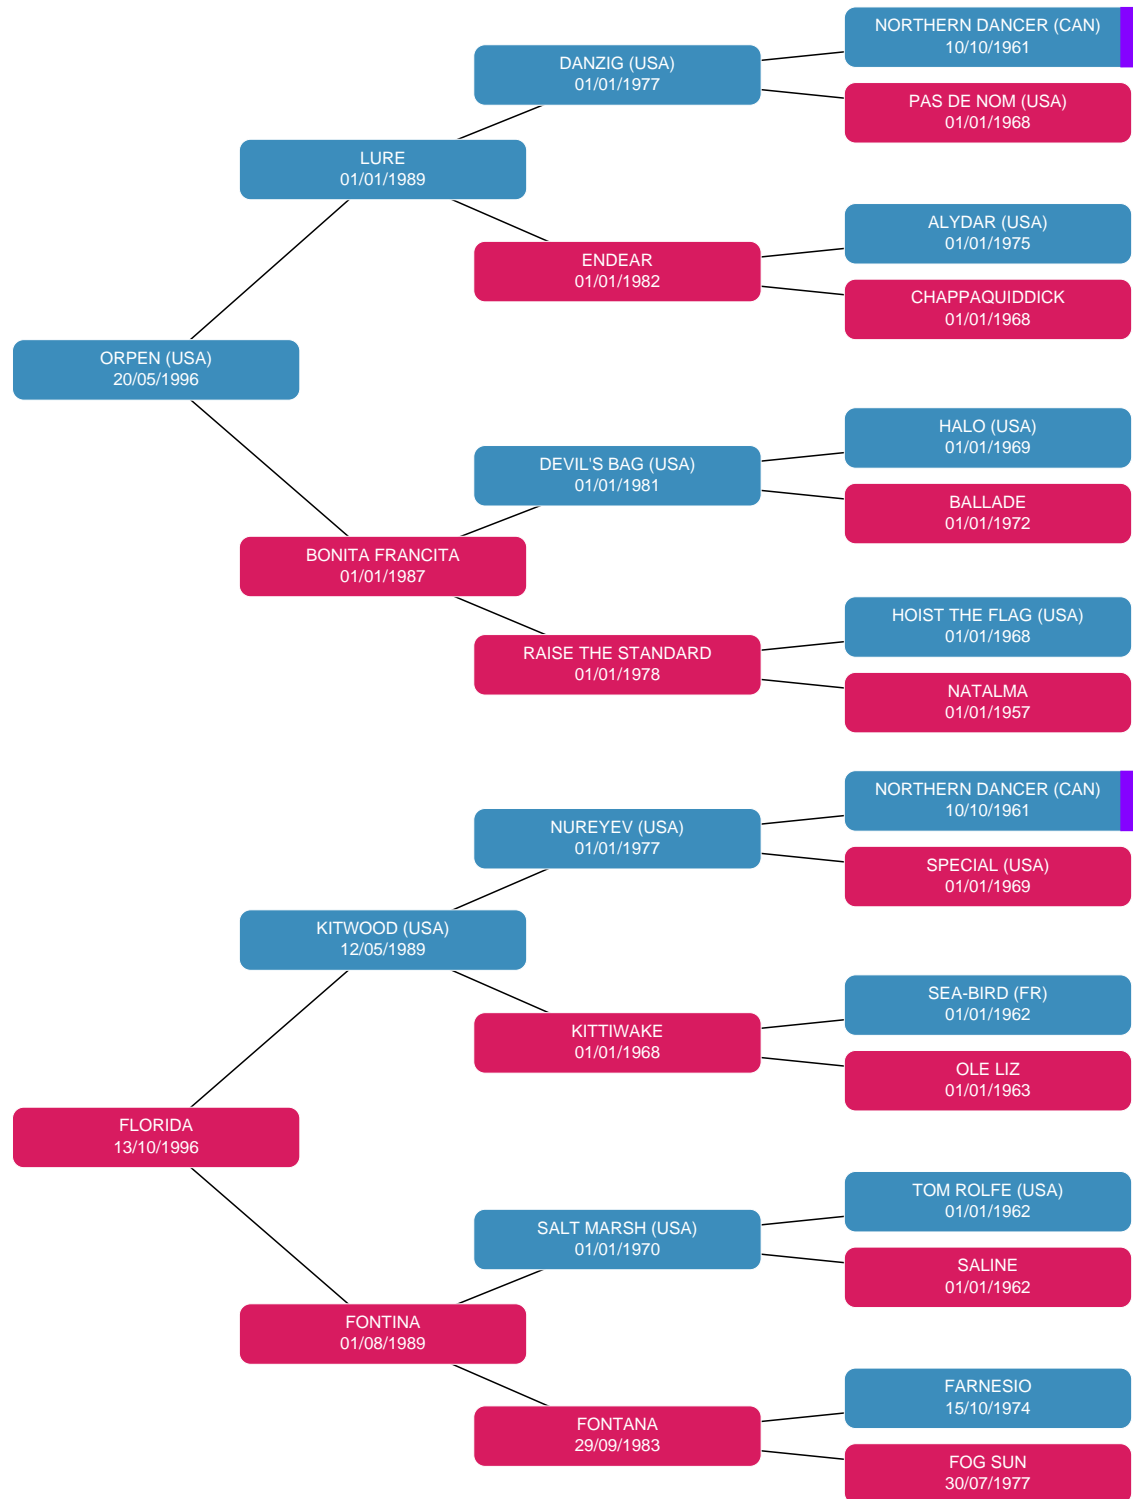 NORTHERN DANCER (CAN)
10/10/1961
DANZIG (USA)
01/01/1977
PAS DE NOM (USA)
01/01/1968
LURE
01/01/1989
ALYDAR (USA)
01/01/1975
ENDEAR
01/01/1982
CHAPPAQUIDDICK
01/01/1968
ORPEN (USA)
20/05/1996
HALO (USA)
01/01/1969
DEVIL'S BAG (USA)
01/01/1981
BALLADE
01/01/1972
BONITA FRANCITA
01/01/1987
HOIST THE FLAG (USA)
01/01/1968
RAISE THE STANDARD
01/01/1978
NATALMA
01/01/1957
NORTHERN DANCER (CAN)
10/10/1961
NUREYEV (USA)
01/01/1977
SPECIAL (USA)
01/01/1969
KITWOOD (USA)
12/05/1989
SEA-BIRD (FR)
01/01/1962
KITTIWAKE
01/01/1968
OLE LIZ
01/01/1963
FLORIDA
13/10/1996
TOM ROLFE (USA)
01/01/1962
SALT MARSH (USA)
01/01/1970
SALINE
01/01/1962
FONTINA
01/08/1989
FARNESIO
15/10/1974
FONTANA
29/09/1983
FOG SUN
30/07/1977